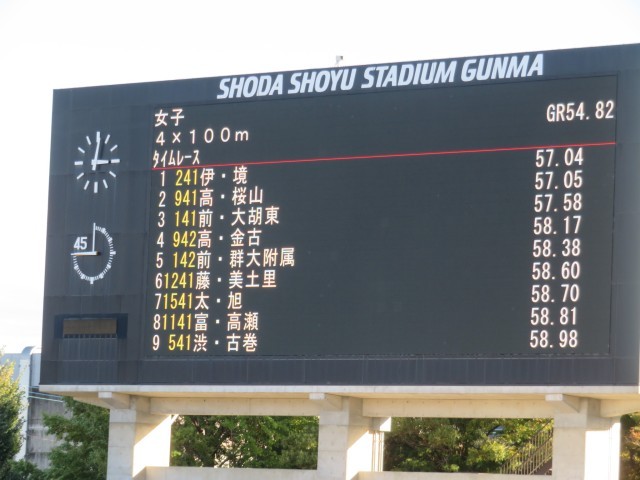 SHODA SHOYU STADIUM GUNMA
女子
GR54.82
4×100m
タイムレース
1 241伊・境 57.04
2 941高・桜山 57.05
3 141前・大胡東 57.58
4 942高・金古 58.17
5 142前・群大附属 58.38
61241藤・美土里 58.60
71541太・旭 58.70
81141富・高瀬 58.81
9 541渋・古巻 58.98
45